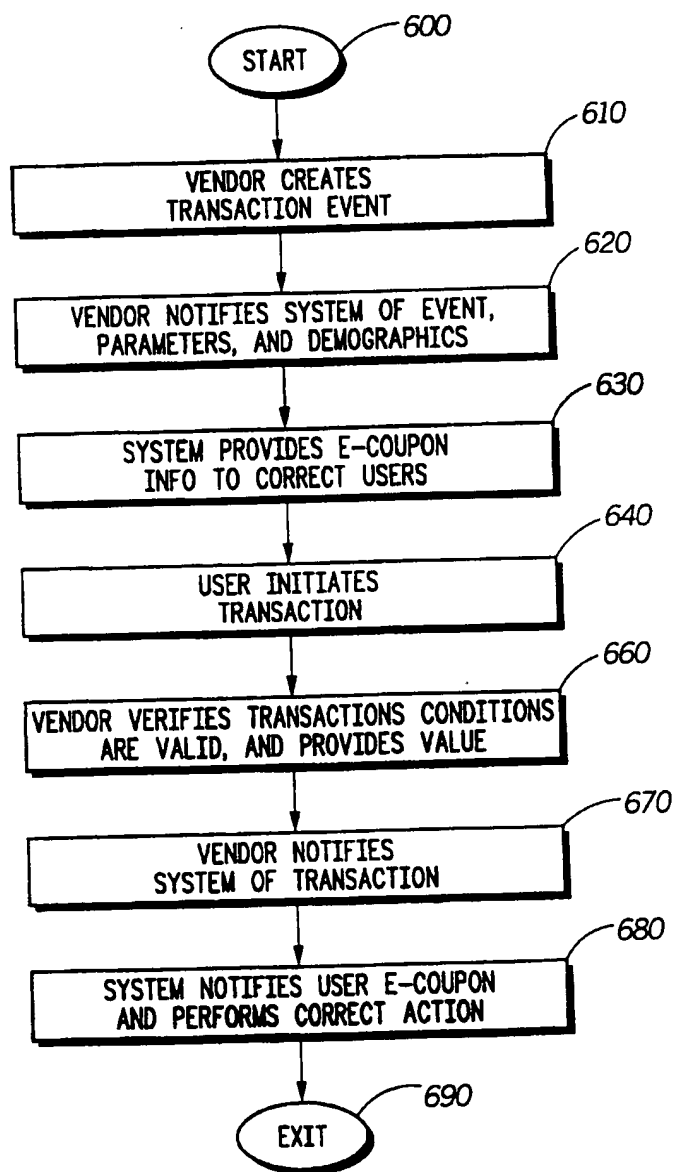 600
START
610
VENDOR CREATES
TRANSACTION EVENT
620
VENDOR NOTIFIES SYSTEM OF EVENT,
PARAMETERS, AND DEMOGRAPHICS
630
SYSTEM PROVIDES E-COUPON
INFO TO CORRECT USERS
640
USER INITIATES
TRANSACTION
660
VENDOR VERIFIES TRANSACTIONS CONDITIONS
ARE VALID, AND PROVIDES VALUE
670
VENDOR NOTIFIES
SYSTEM OF TRANSACTION
680
SYSTEM NOTIFIES USER E-COUPON
AND PERFORMS CORRECT ACTION
690
EXIT